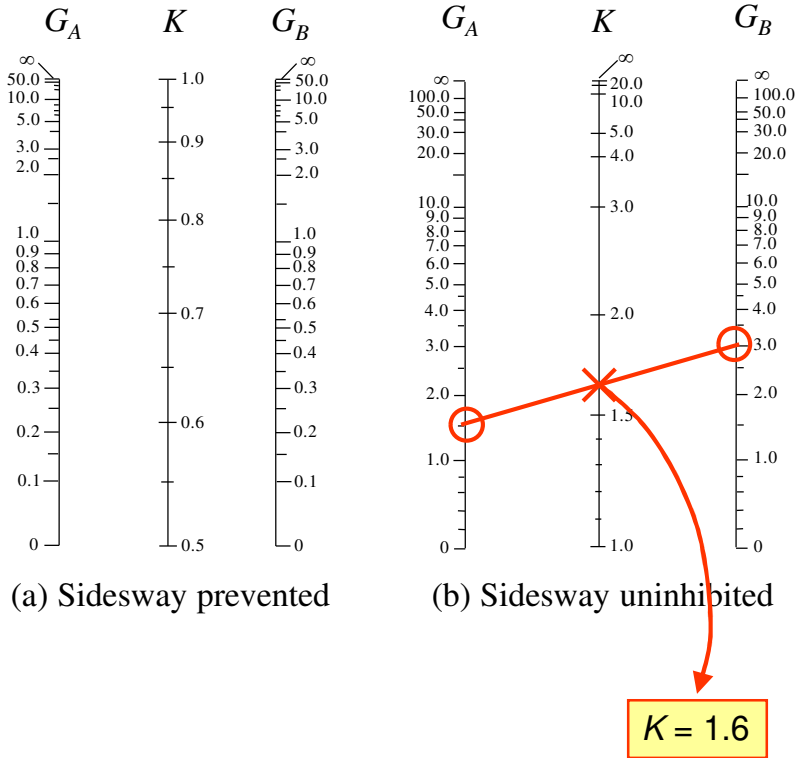 G_A K G_B
∞ ∞
50.0 1.0 50.0
10.0 10.0
5.0 0.9 5.0
3.0 3.0
2.0 2.0
0.8
1.0 1.0
0.9 0.9
0.8 0.8
0.7 0.7
0.6 0.7 0.6
0.5 0.5
0.4 0.4
0.3 0.3
0.6
0.2 0.2
0.1 0.1
0 0.5 0
(a) Sidesway prevented
G_A K G_B
∞ ∞ ∞
100.0 20.0 100.0
50.0 10.0 50.0
30.0 5.0 30.0
20.0 4.0 20.0
10.0 3.0 10.0
9.0 9.0
8.0 8.0
7.0 7.0
6.0 6.0
5.0 5.0
4.0 2.0 4.0
3.0 3.0
2.0 2.0
1.5
1.0 1.0
0 1.0 0
(b) Sidesway uninhibited
K = 1.6